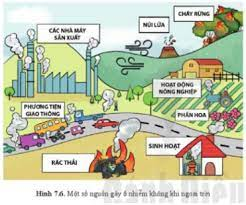 CHÁY RỪNG
NÚI LỬA
CÁC NHÀ MÁY
SẢN XUẤT
HOẠT ĐỘNG
NÔNG NGHIỆP
PHƯƠNG TIỆN
GIAO THÔNG
PHẤN HOA
RÁC THẢI
SINH HOẠT
Hình 7.6. Một số nguồn gây ô nhiễm không khí ngoài trời